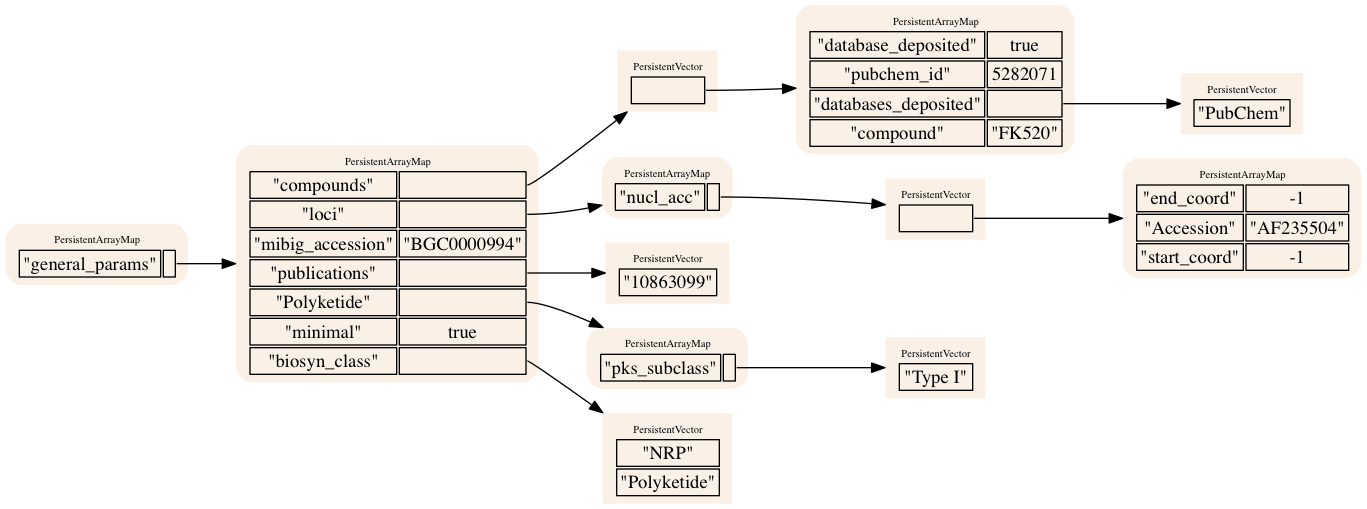 PersistentArrayMap
"general_params"
PersistentArrayMap
"compounds"
"loci"
"mibig_accession" "BGC0000994"
"publications"
"Polyketide"
"minimal" true
"biosyn_class"
PersistentVector
PersistentArrayMap
"database_deposited" true
"pubchem_id" 5282071
"databases_deposited"
"compound" "FK520"
PersistentVector
"PubChem"
PersistentArrayMap
"nucl_acc"
PersistentVector
PersistentArrayMap
"end_coord" -1
"Accession" "AF235504"
"start_coord" -1
PersistentVector
"10863099"
PersistentArrayMap
"pks_subclass"
PersistentVector
"Type I"
PersistentVector
"NRP"
"Polyketide"